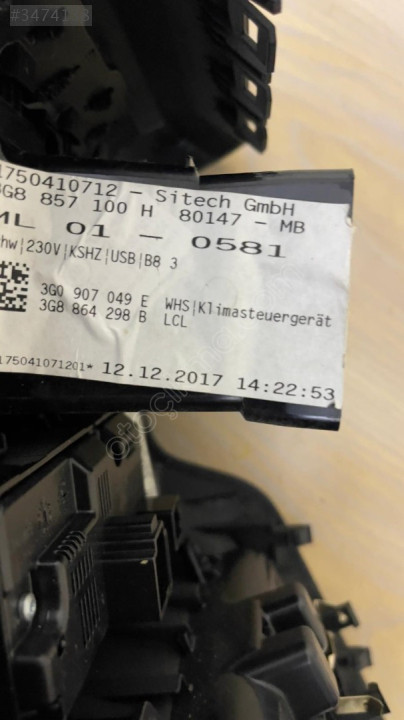 #34741
1750410712 - Sitech GmbH
3G8 857 100 H 80147 - MB
ML 01 - 0581
hw|230V|KSHZ|USB|B8 3
3G0 907 049 E WHS|Klimasteuergerät
3G8 864 298 B LCL
175041071201* 12.12.2017 14:22:53